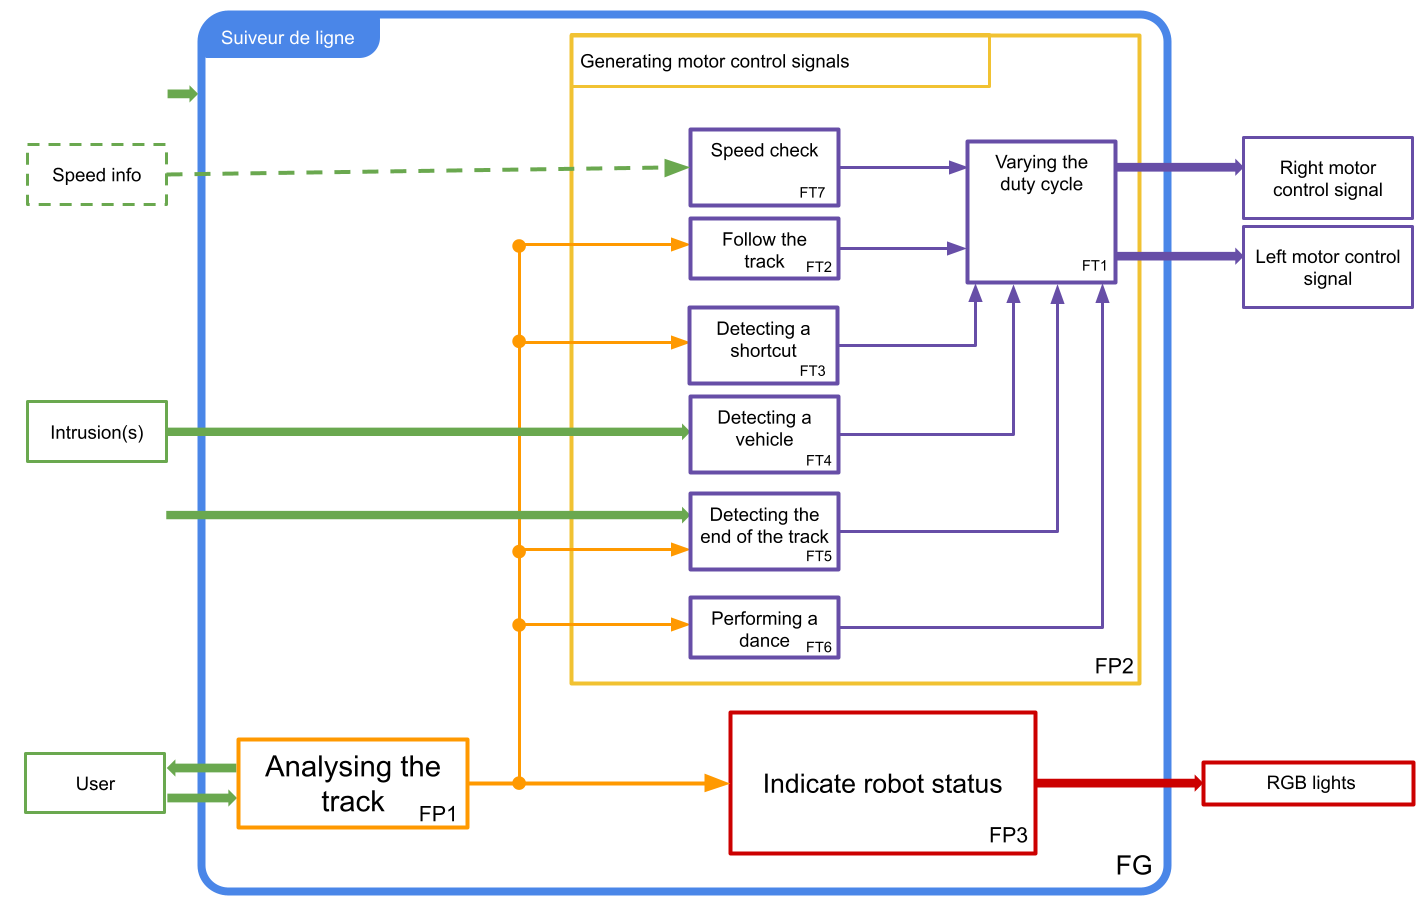 Suiveur de ligne
Generating motor control signals
Speed info
Speed check
FT7
Varying the
duty cycle
FT1
Right motor
control signal
Follow the
track
FT2
Left motor control
signal
Detecting a
shortcut
FT3
Intrusion(s)
Detecting a
vehicle
FT4
Detecting the
end of the track
FT5
Performing a
dance
FT6
FP2
User
Analysing the
track
FP1
Indicate robot status
FP3
RGB lights
FG